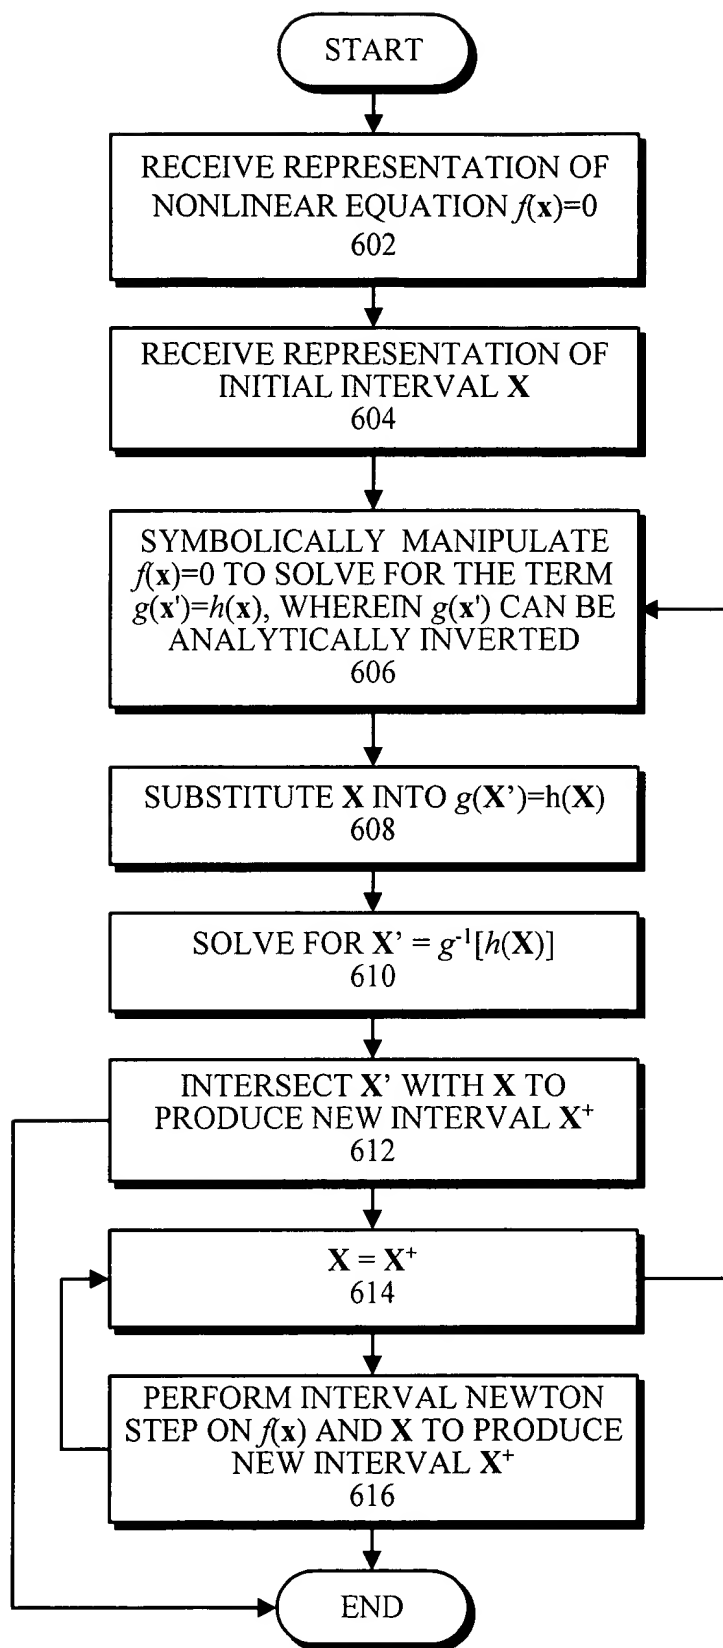 START
RECEIVE REPRESENTATION OF
NONLINEAR EQUATION f(x)=0
602
RECEIVE REPRESENTATION OF
INITIAL INTERVAL X
604
SYMBOLICALLY MANIPULATE
f(x)=0 TO SOLVE FOR THE TERM
g(x')=h(x), WHEREIN g(x') CAN BE
ANALYTICALLY INVERTED
606
SUBSTITUTE X INTO g(X’)=h(X)
608
SOLVE FOR X’ = g⁻¹[h(X)]
610
INTERSECT X’ WITH X TO
PRODUCE NEW INTERVAL X⁺
612
X = X⁺
614
PERFORM INTERVAL NEWTON
STEP ON f(x) AND X TO PRODUCE
NEW INTERVAL X⁺
616
END